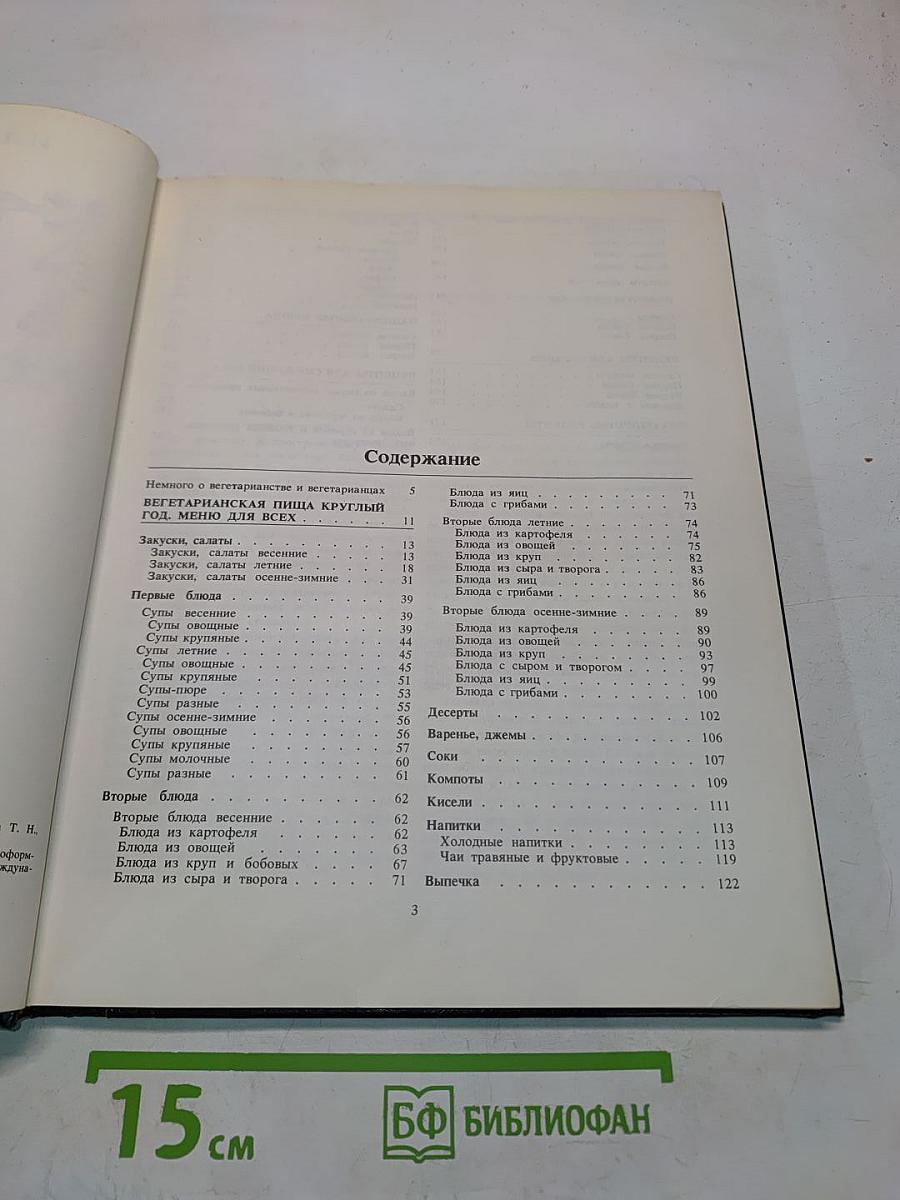 Содержание
Немного о вегетарианстве и вегетарианцах 5
ВЕГЕТАРИАНСКАЯ ПИЩА КРУГЛЫЙ
ГОД. МЕНЮ ДЛЯ ВСЕХ . . . . . . 11
Закуски, салаты . . . . . . . . . . 13
Закуски, салаты весенние . . . . . 13
Закуски, салаты летние . . . . . . 18
Закуски, салаты осенне-зимние . . . 31
Первые блюда . . . . . . . . . . 39
Супы весенние . . . . . . . . . 39
Супы овощные . . . . . . . . . 39
Супы крупяные . . . . . . . . . 44
Супы летние . . . . . . . . . . 45
Супы овощные . . . . . . . . . 45
Супы крупяные . . . . . . . . 51
Супы-пюре . . . . . . . . . . 53
Супы разные . . . . . . . . . 55
Супы осенне-зимние . . . . . . . 56
Супы овощные . . . . . . . . 56
Супы крупяные . . . . . . . . 57
Супы молочные . . . . . . . . 60
Супы разные . . . . . . . . . 61
Вторые блюда . . . . . . . . . . . 62
Вторые блюда весенние . . . . . . 62
Блюда из картофеля . . . . . . 62
Блюда из овощей . . . . . . . 63
Блюда из круп и бобовых . . . . 67
Блюда из сыра и творога . . . . . 71
Блюда из яиц . . . . . . . . . 71
Блюда с грибами . . . . . . . . 73
Вторые блюда летние . . . . . . . 74
Блюда из картофеля . . . . . . 74
Блюда из овощей . . . . . . . . 75
Блюда из круп . . . . . . . . 82
Блюда из сыра и творога . . . . . 83
Блюда из яиц . . . . . . . . 86
Блюда с грибами . . . . . . . . 86
Вторые блюда осенне-зимние . . . . 89
Блюда из картофеля . . . . . . 89
Блюда из овощей . . . . . . . . 90
Блюда из круп . . . . . . . . 93
Блюда с сыром и творогом . . . . 97
Блюда из яиц . . . . . . . . . 99
Блюда с грибами . . . . . . . . 100
Десерты . . . . . . . . . . . . 102
Варенье, джемы . . . . . . . . . . 106
Соки . . . . . . . . . . . . . 107
Компоты . . . . . . . . . . . . 109
Кисели . . . . . . . . . . . . . 111
Напитки . . . . . . . . . . . . 113
Холодные напитки . . . . . . . . 113
Чаи травяные и фруктовые . . . . . 119
Выпечка . . . . . . . . . . . . 122
3
Т. Н.,
оформ-
ждуна-
15 см
БФ БИБЛИОФАН